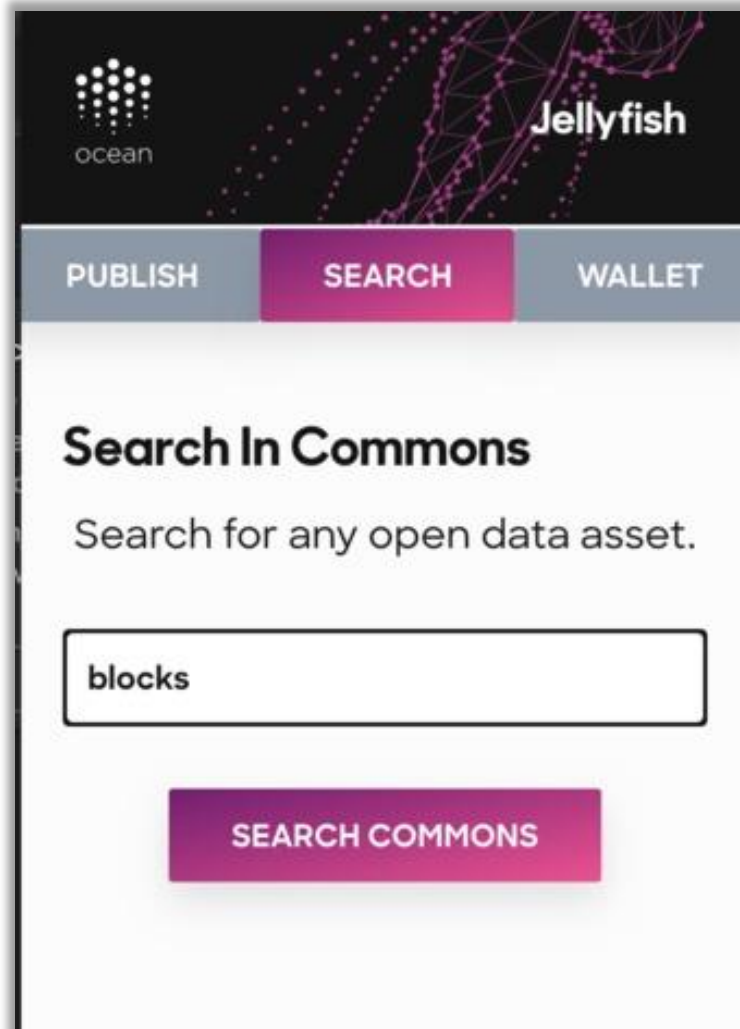 ocean
Jellyfish
PUBLISH SEARCH WALLET
Search In Commons
Search for any open data asset.
blocks
SEARCH COMMONS